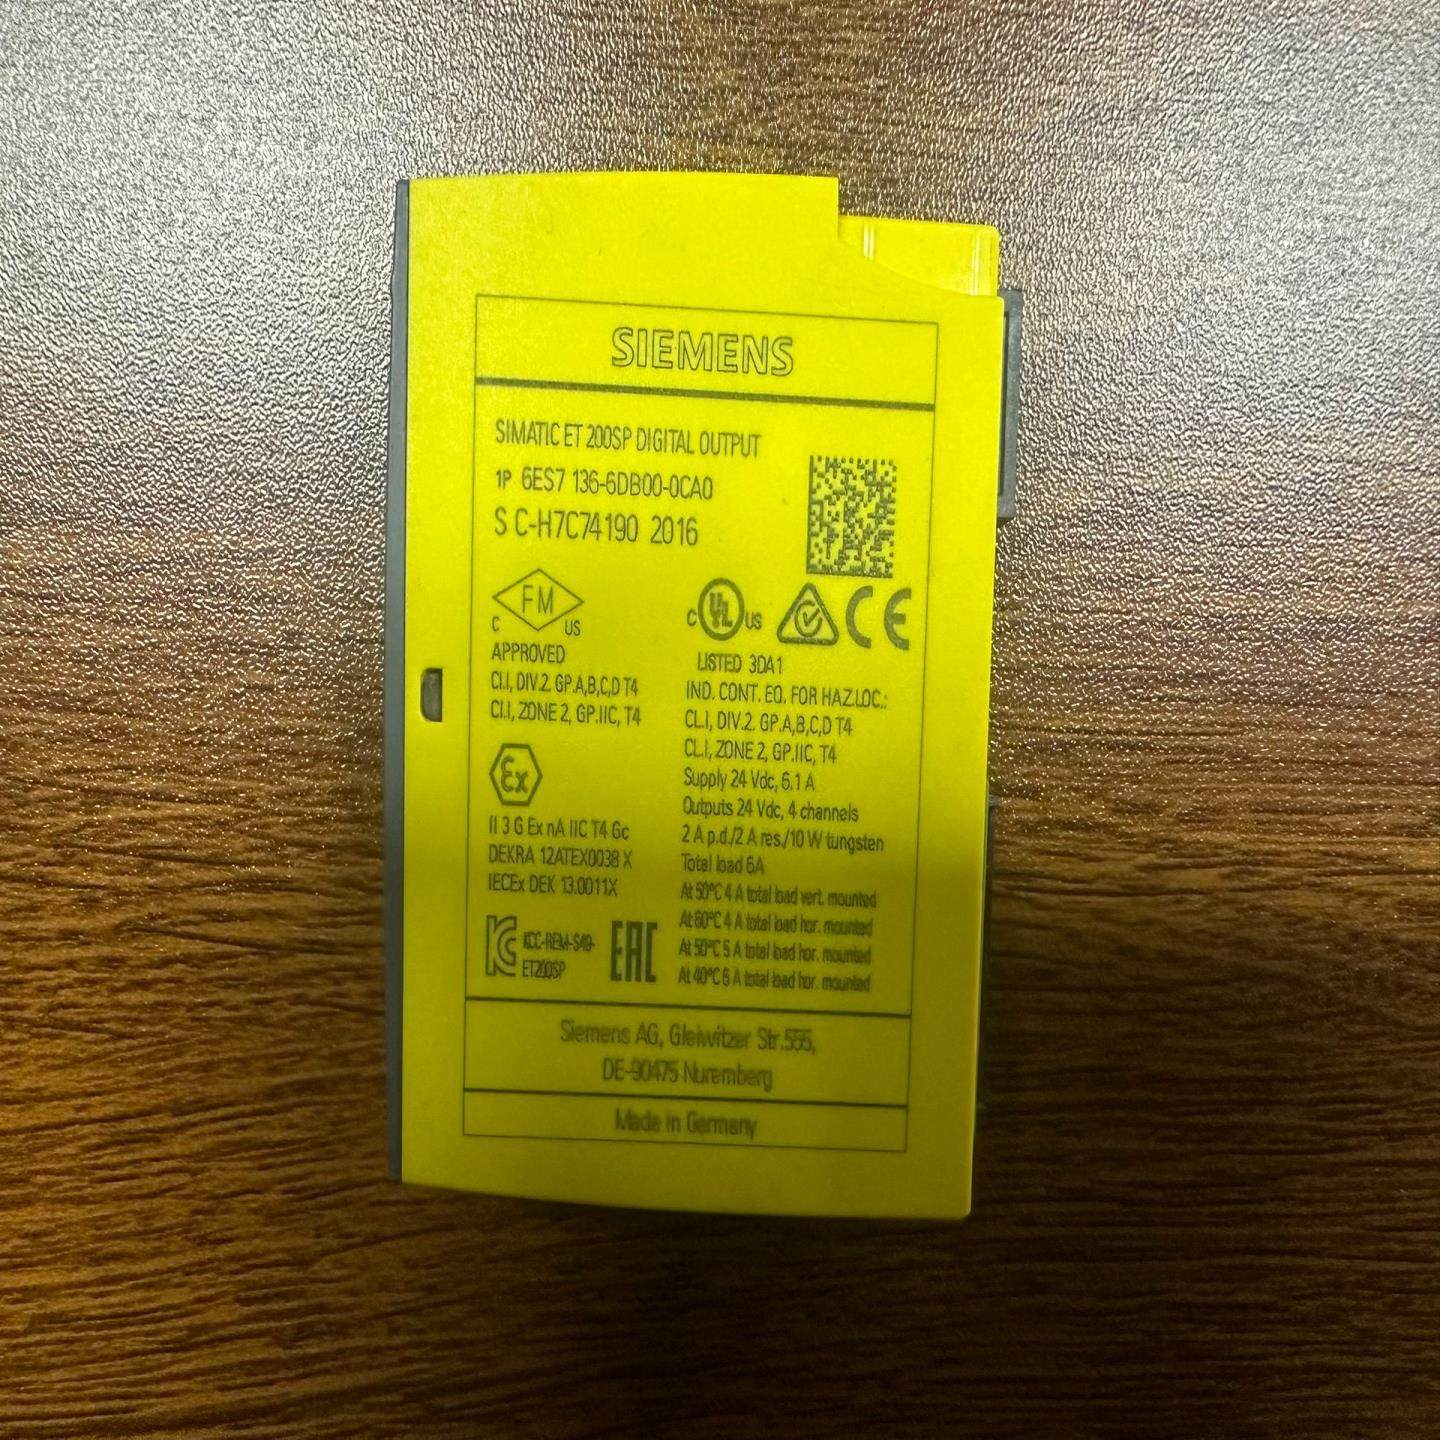 SIEMENS
SIMATIC ET 200SP DIGITAL OUTPUT
1P 6ES7 136-6DB00-0CA0
S C-H7C74190 2016
FM
C US
APPROVED
CI.I, DIV.2. GP.A,B,C,D T4
CI.I, ZONE 2, GP.IIC, T4
Ex
II 3 G Ex nA IIC T4 Gc
DEKRA 12ATEX0038 X
IECEx DEK 13.0011X
KCC-REM-S49-
ET200SP
EAC
C UL US CE
LISTED 3DA1
IND. CONT. EQ. FOR HAZ.LOC.:
CL.I, DIV.2. GP.A,B,C,D T4
CL.I, ZONE 2, GP.IIC, T4
Supply 24 Vdc, 6.1 A
Outputs 24 Vdc, 4 channels
2 A p.d./2 A res./10 W tungsten
Total load 6A
At 50°C 4 A total load vert. mounted
At 60°C 4 A total load hor. mounted
At 50°C 5 A total load hor. mounted
At 40°C 6 A total load hor. mounted
Siemens AG, Gleiwitzer Str.555,
DE-90475 Nuremberg
Made in Germany